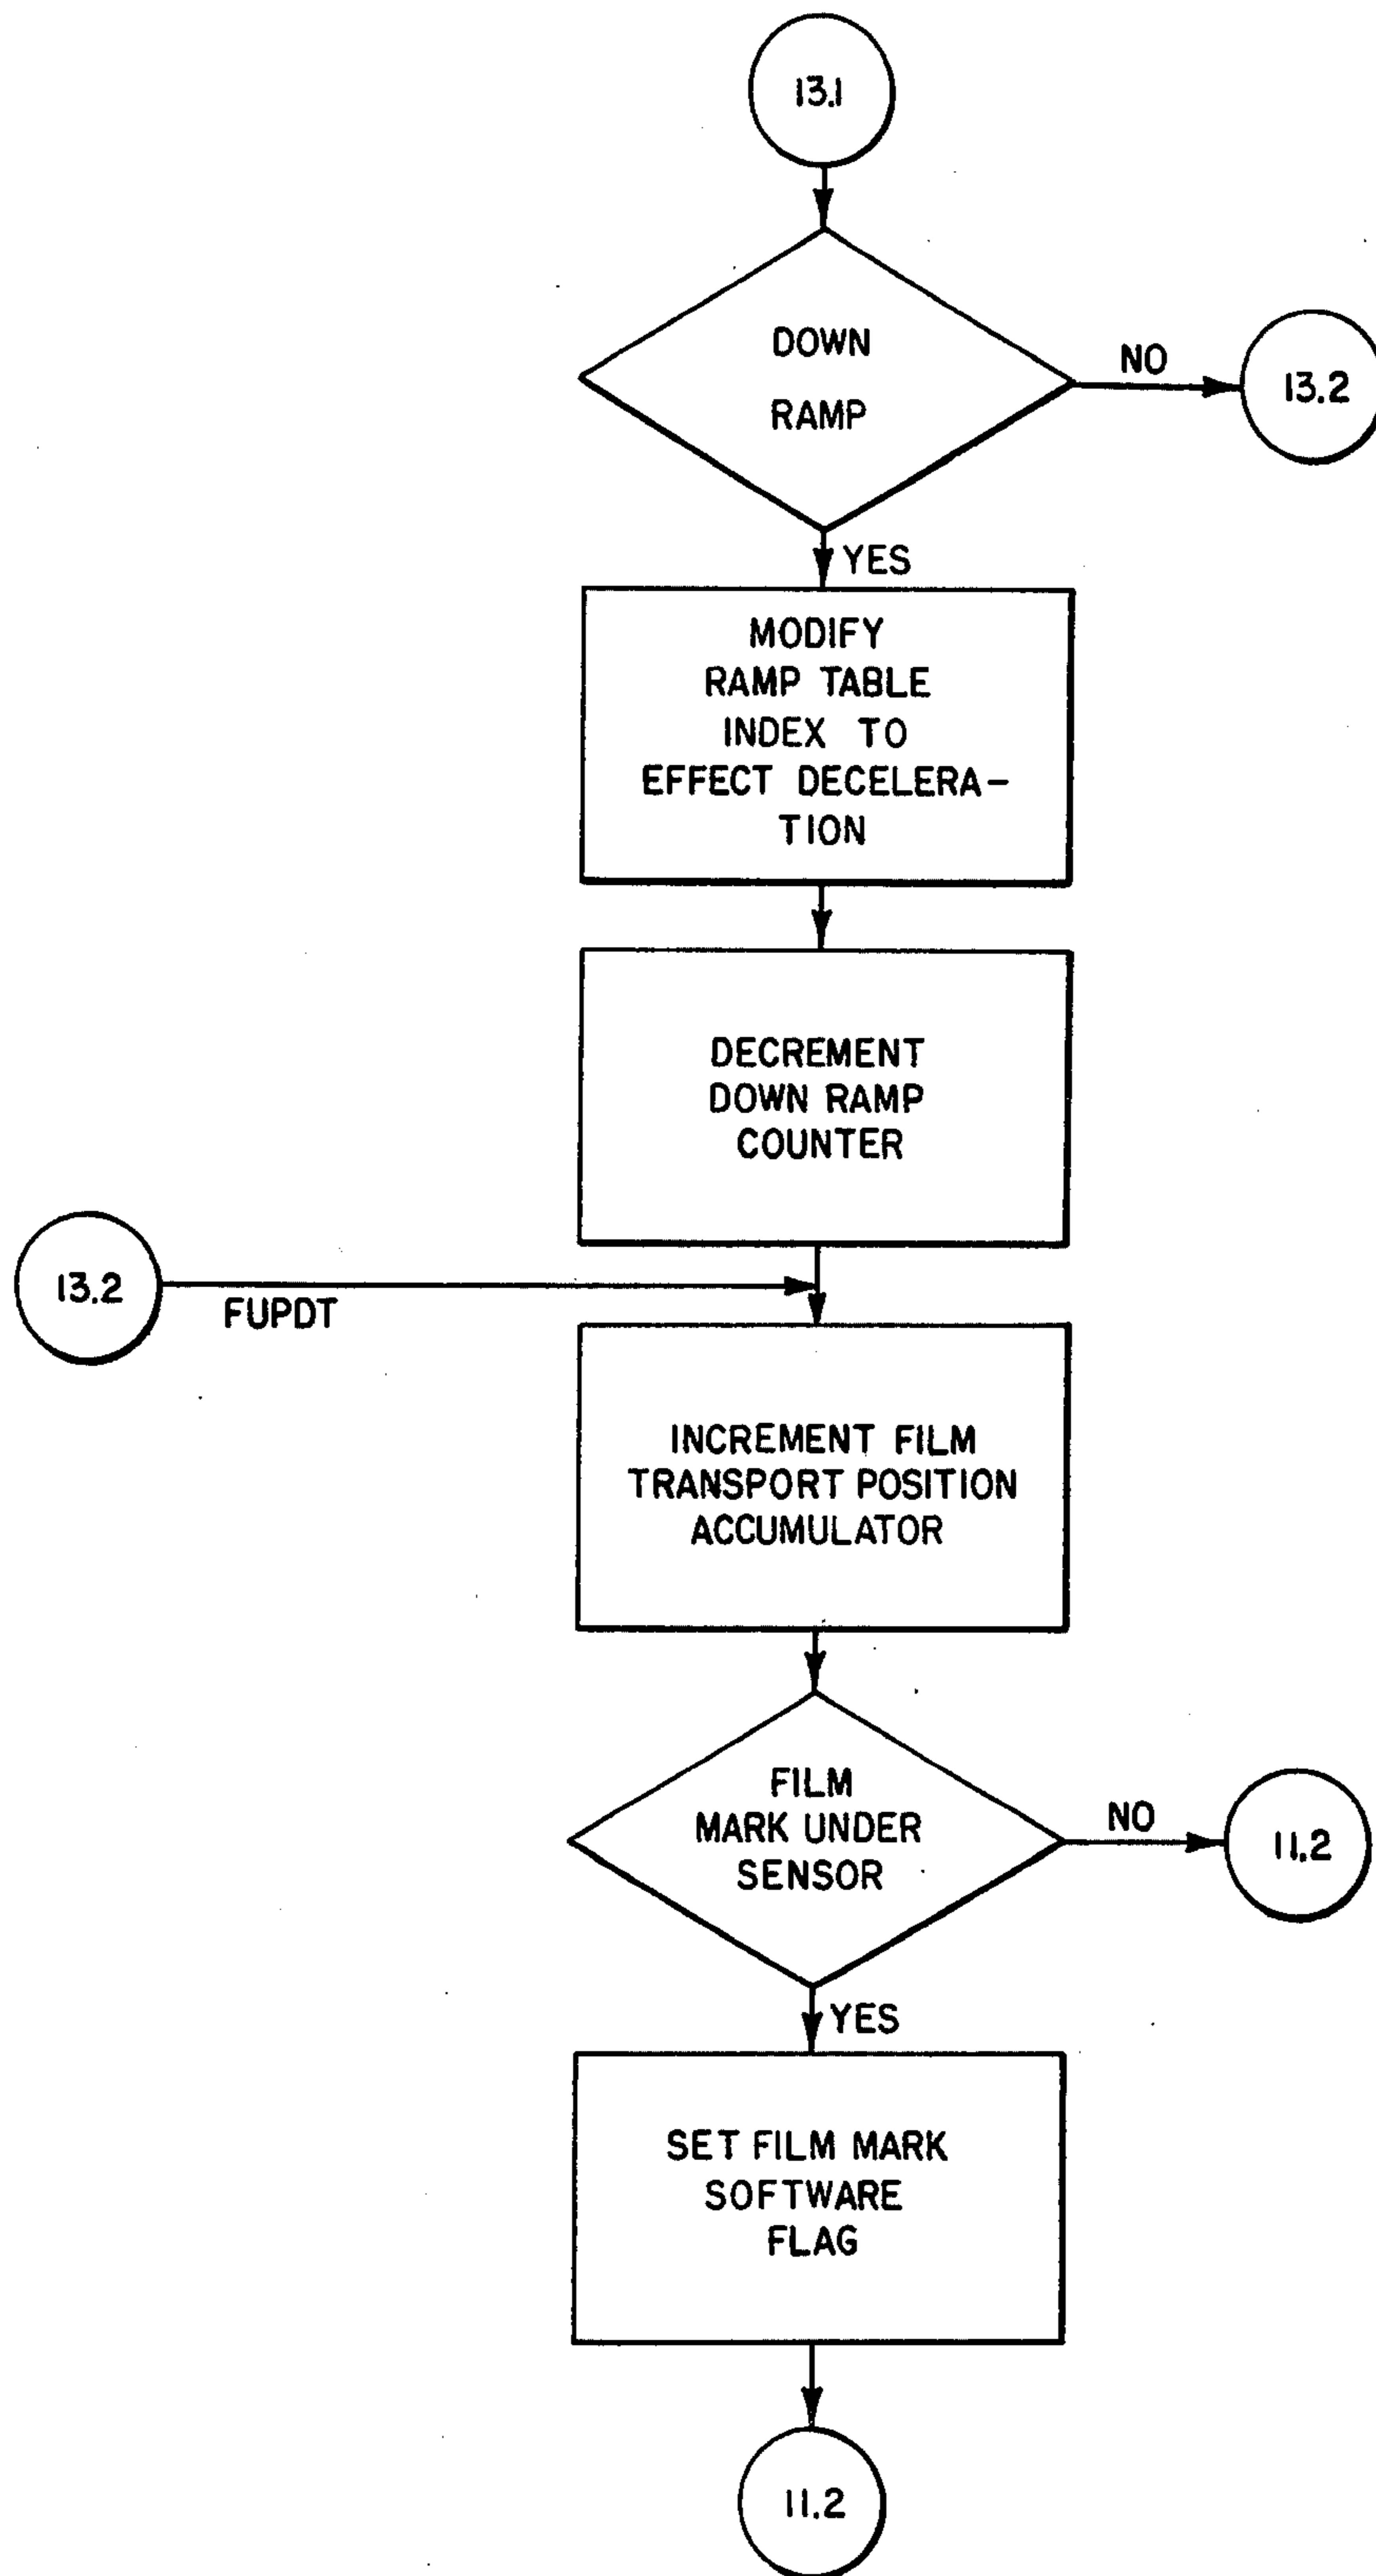 13.1
DOWN
RAMP
NO
13.2
YES
MODIFY
RAMP TABLE
INDEX TO
EFFECT DECELERA-
TION
DECREMENT
DOWN RAMP
COUNTER
13.2
FUPDT
INCREMENT FILM
TRANSPORT POSITION
ACCUMULATOR
FILM
MARK UNDER
SENSOR
NO
11.2
YES
SET FILM MARK
SOFTWARE
FLAG
11.2